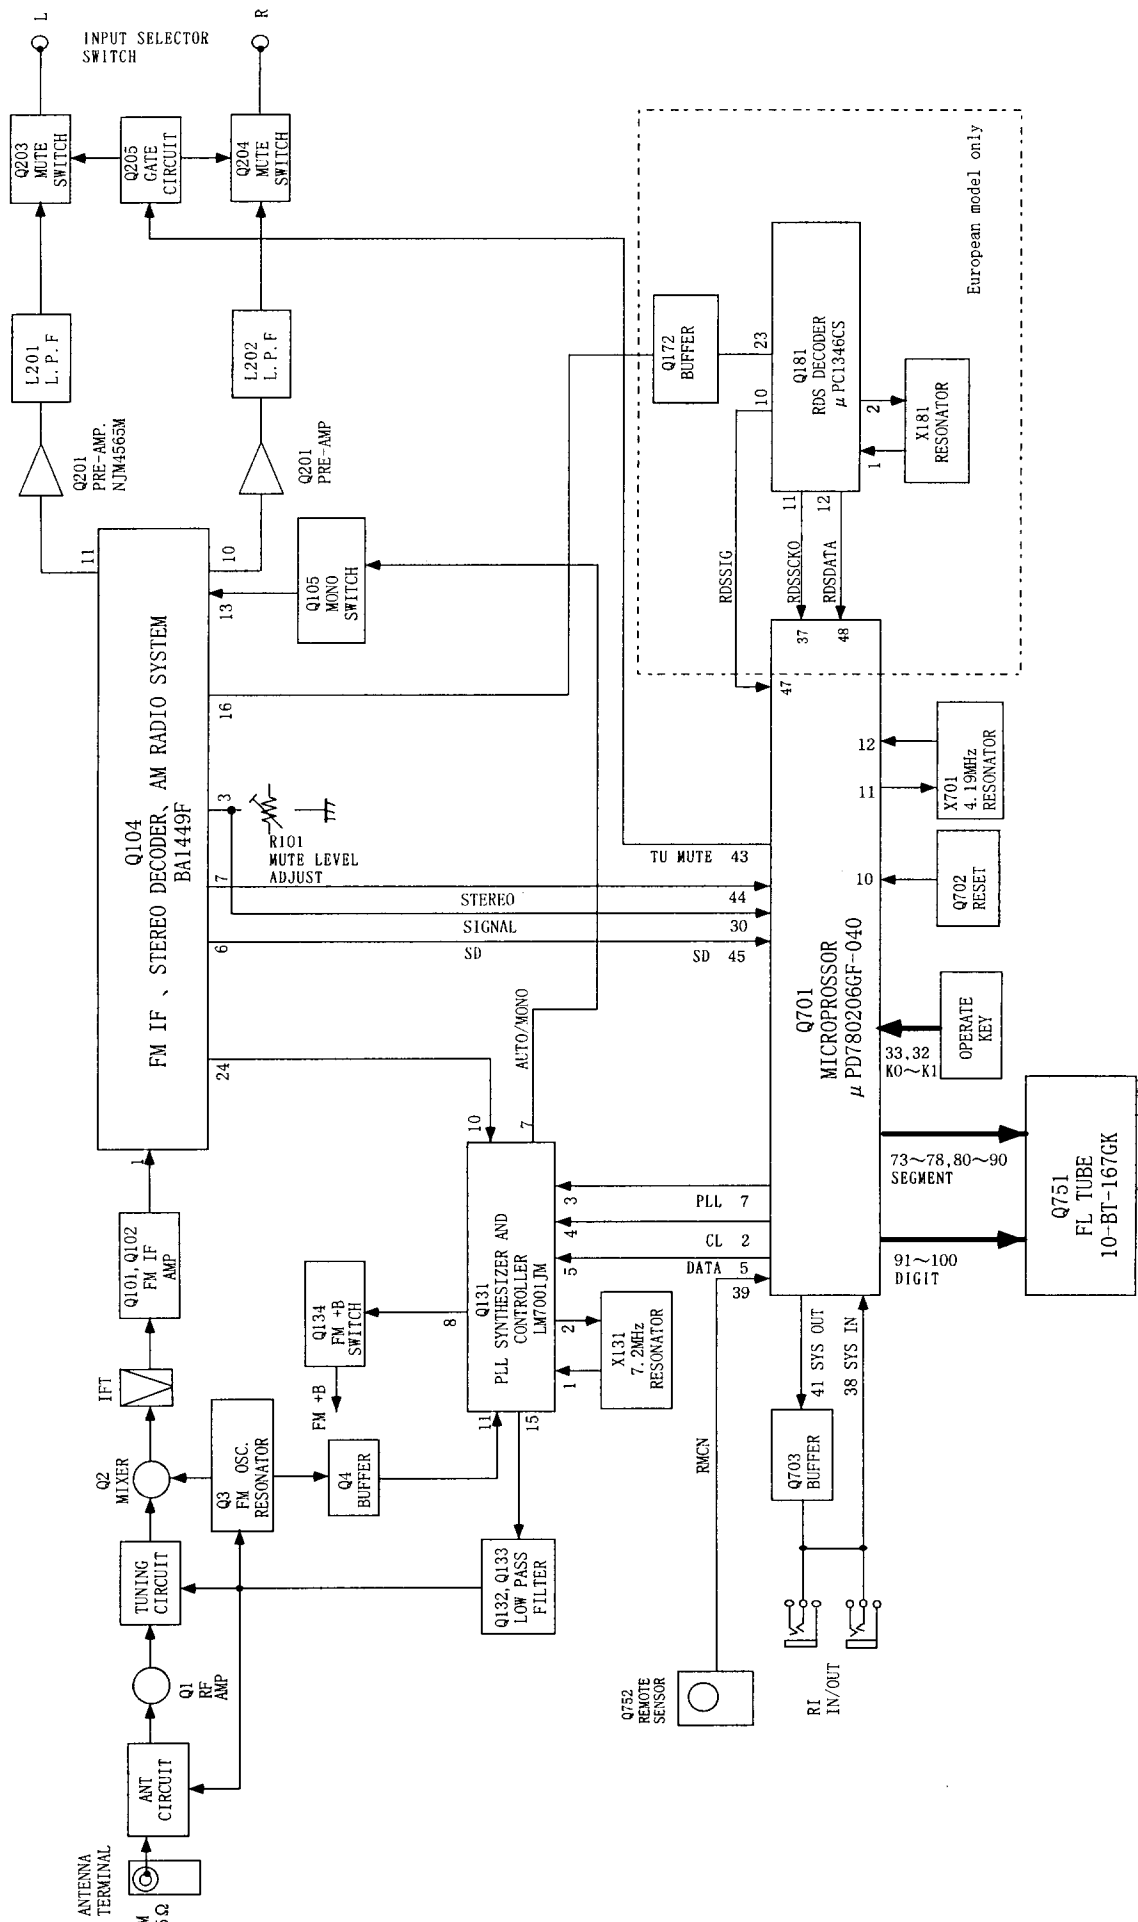 L
INPUT SELECTOR
SWITCH
R
Q203
MUTE
SWITCH
Q205
GATE
CIRCUIT
Q204
MUTE
SWITCH
L201
L.P.F
L202
L.P.F
Q201
PRE-AMP.
NJM4565M
Q201
PRE-AMP
11
10
13
Q105
MONO
SWITCH
Q104
FM IF 、STEREO DECODER、AM RADIO SYSTEM
BA1449F
16
3
R101
MUTE LEVEL
ADJUST
7
6
24
1
STEREO
44
SIGNAL
30
SD
SD 45
TU MUTE 43
AUTO/MONO
European model only
Q172
BUFFER
23
Q181
RDS DECODER
μPC1346CS
10
2
1
X181
RESONATOR
11
12
RDSSIG
RDSSCKO
RDSDATA
37
48
47
12
11
X701
4.19MHz
RESONATOR
10
Q702
RESET
Q701
MICROPROSSOR
μPD780206GF-040
33,32
K0～K1
OPERATE
KEY
73～78,80～90
SEGMENT
91～100
DIGIT
Q751
FL TUBE
10-BT-167GK
10
7
Q131
PLL SYNTHESIZER AND
CONTROLLER
LM7001JM
3
4
5
PLL 7
CL 2
DATA 5
39
8
2
1
X131
7.2MHz
RESONATOR
11
15
Q134
FM +B
SWITCH
FM +B
Q101,Q102
FM IF
AMP
IFT
Q2
MIXER
Q3
FM OSC.
RESONATOR
Q4
BUFFER
TUNING
CIRCUIT
Q132,Q133
LOW PASS
FILTER
Q1
RF
AMP
ANT
CIRCUIT
ANTENNA
TERMINAL
RMCN
Q752
REMOTE
SENSOR
41 SYS OUT
38 SYS IN
Q703
BUFFER
RI
IN/OUT